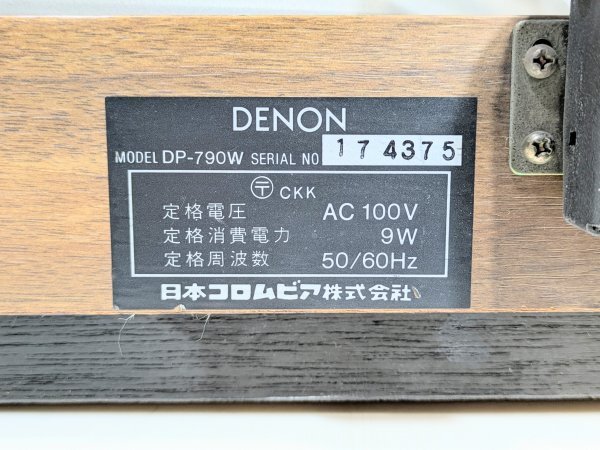 DENON
MODEL DP-790W SERIAL NO 174375
〒 CKK
定格電圧 AC 100V
定格消費電力 9W
定格周波数 50/60Hz
日本コロムビア株式会社